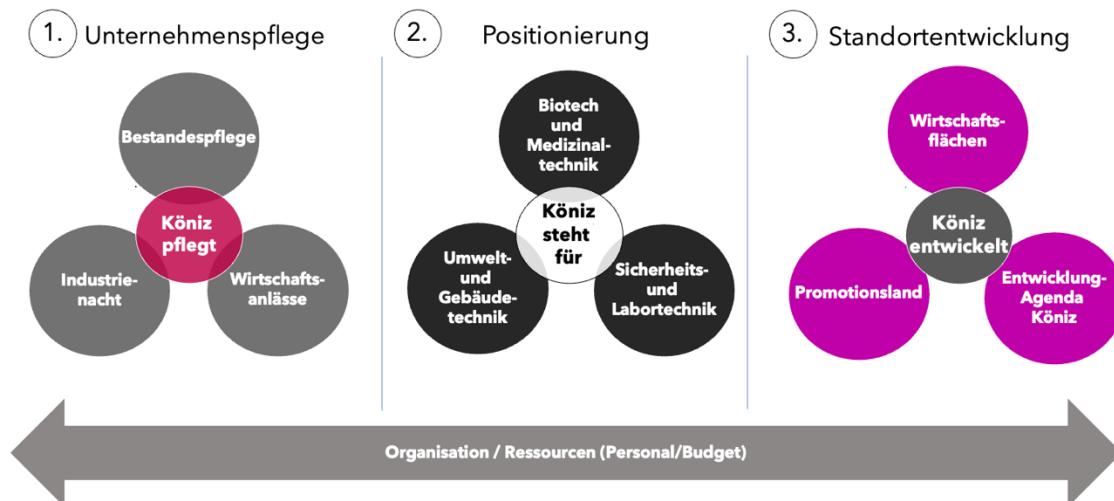 1. Unternehmenspflege
Bestandespflege
Köniz
pflegt
Industrie-
nacht
Wirtschafts-
anlässe
2. Positionierung
Biotech
und
Medizinal-
technik
Köniz
steht
für
Umwelt-
und
Gebäude-
technik
Sicherheits-
und
Labortechnik
3. Standortentwicklung
Wirtschafts-
flächen
Köniz
entwickelt
Promotionsland
Entwicklung-
Agenda
Köniz
Organisation / Ressourcen (Personal/Budget)